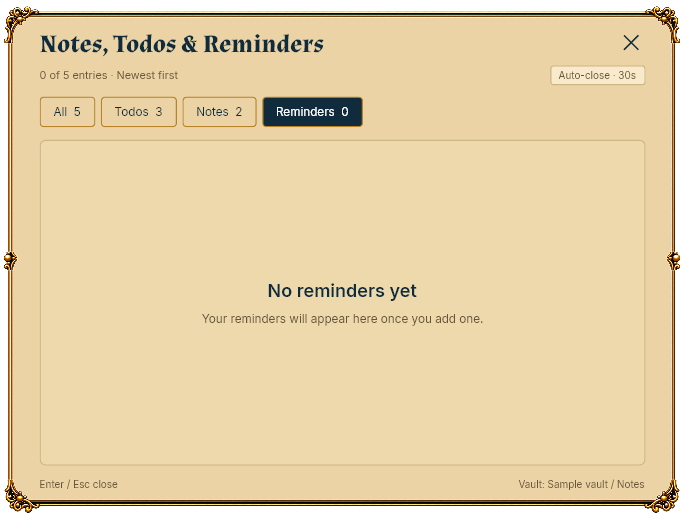 Notes, Todos & Reminders
0 of 5 entries · Newest first
Auto-close · 30s
All 5
Todos 3
Notes 2
Reminders 0
No reminders yet
Your reminders will appear here once you add one.
Enter / Esc close
Vault: Sample vault / Notes